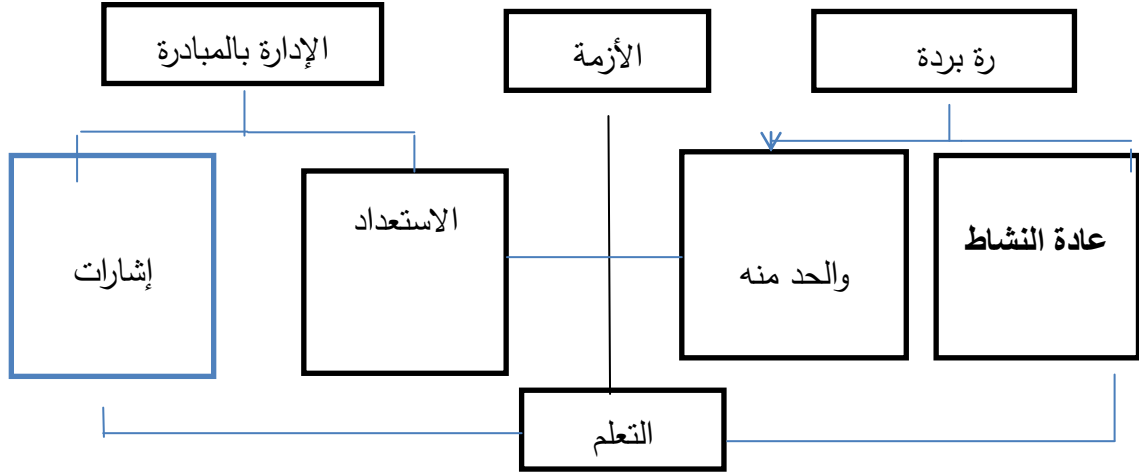 رة بردة
الأزمة
الإدارة بالمبادرة
عادة النشاط
والحد منه
الاستعداد
إشارات
التعلم